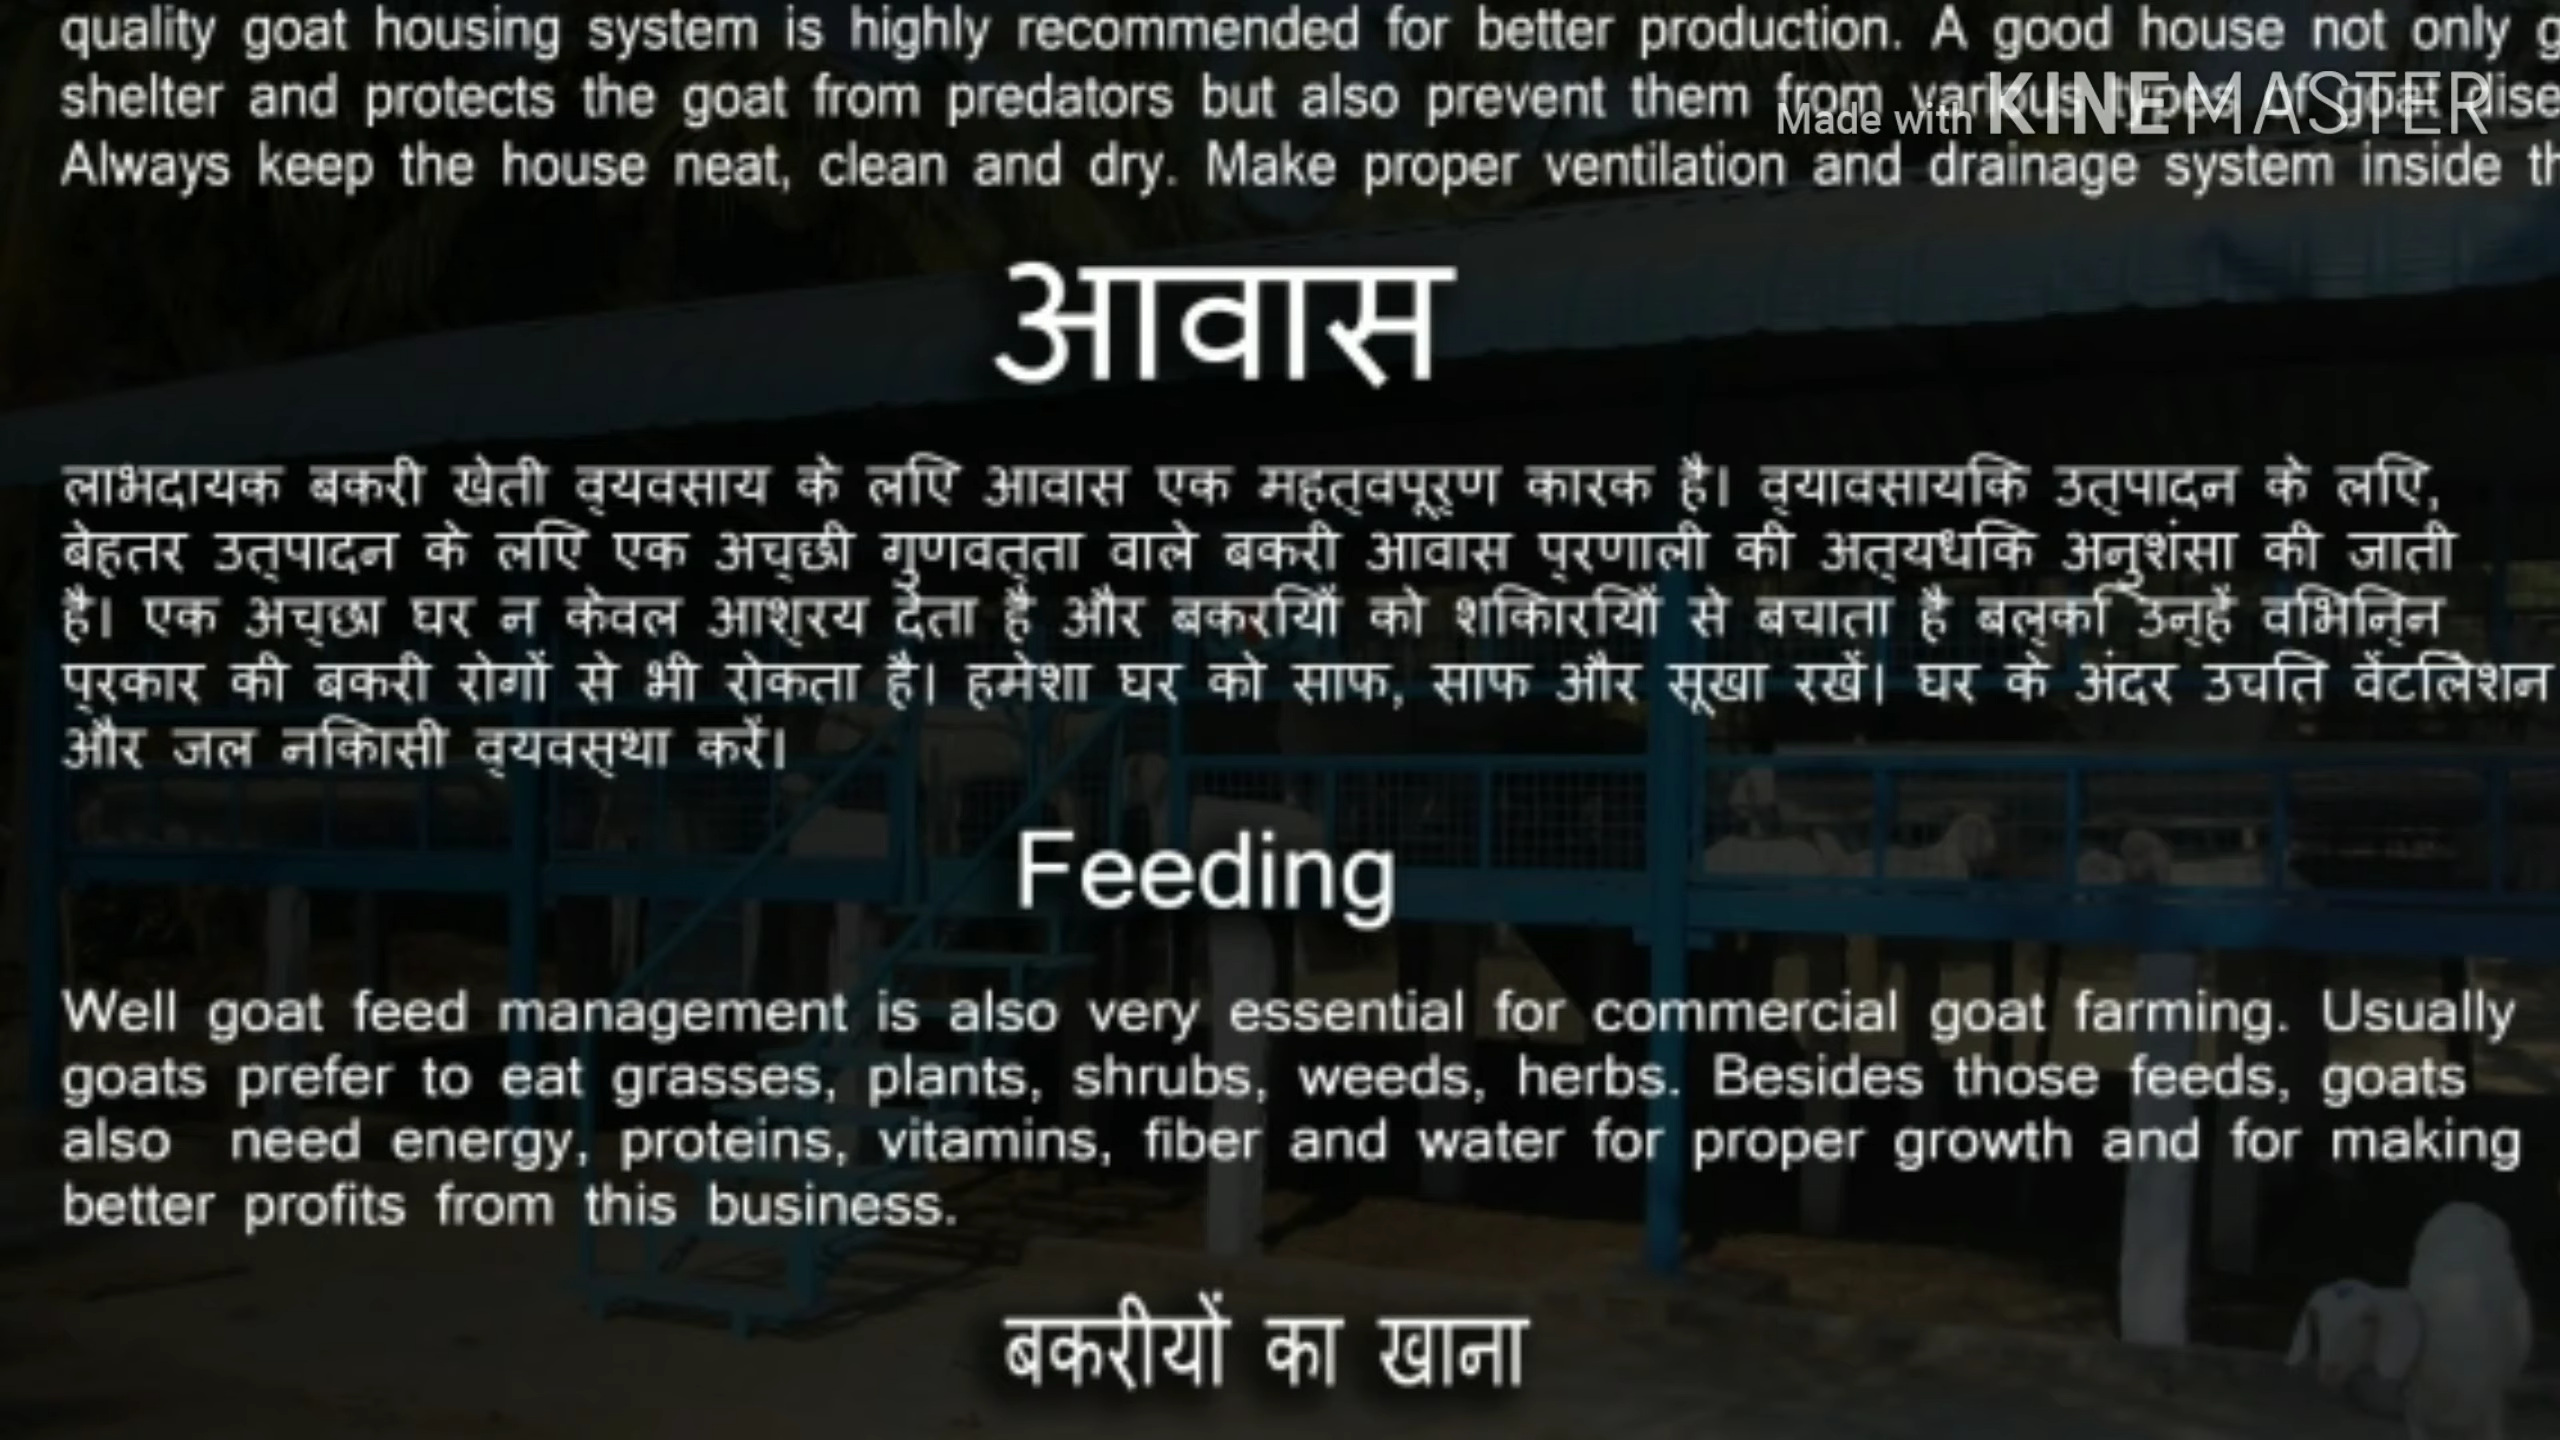 quality goat housing system is highly recommended for better production. A good house not only g
shelter and protects the goat from predators but also prevent them from various types of goat dise
Made with KINEMASTER
Always keep the house neat, clean and dry. Make proper ventilation and drainage system inside th
आवास
लाभदायक बकरी खेती व्यवसाय के लिए आवास एक महत्वपूर्ण कारक है। व्यावसायिक उत्पादन के लिए,
बेहतर उत्पादन के लिए एक अच्छी गुणवत्ता वाले बकरी आवास प्रणाली की अत्यधिक अनुशंसा की जाती
है। एक अच्छा घर न केवल आश्रय देता है और बकरियों को शिकारियों से बचाता है बल्कि उन्हें विभिन्न
प्रकार की बकरी रोगों से भी रोकता है। हमेशा घर को साफ, साफ और सूखा रखें। घर के अंदर उचित वेंटिलेशन
और जल निकासी व्यवस्था करें।
Feeding
Well goat feed management is also very essential for commercial goat farming. Usually
goats prefer to eat grasses, plants, shrubs, weeds, herbs. Besides those feeds, goats
also need energy, proteins, vitamins, fiber and water for proper growth and for making
better profits from this business.
बकरीयों का खाना